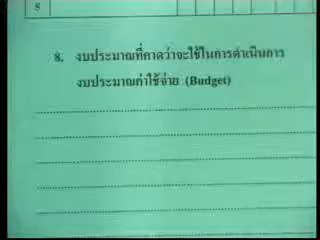 8
8. งบประมาณที่คาดว่าจะใช้ในการดำเนินการ
งบประมาณค่าใช้จ่าย (Budget)